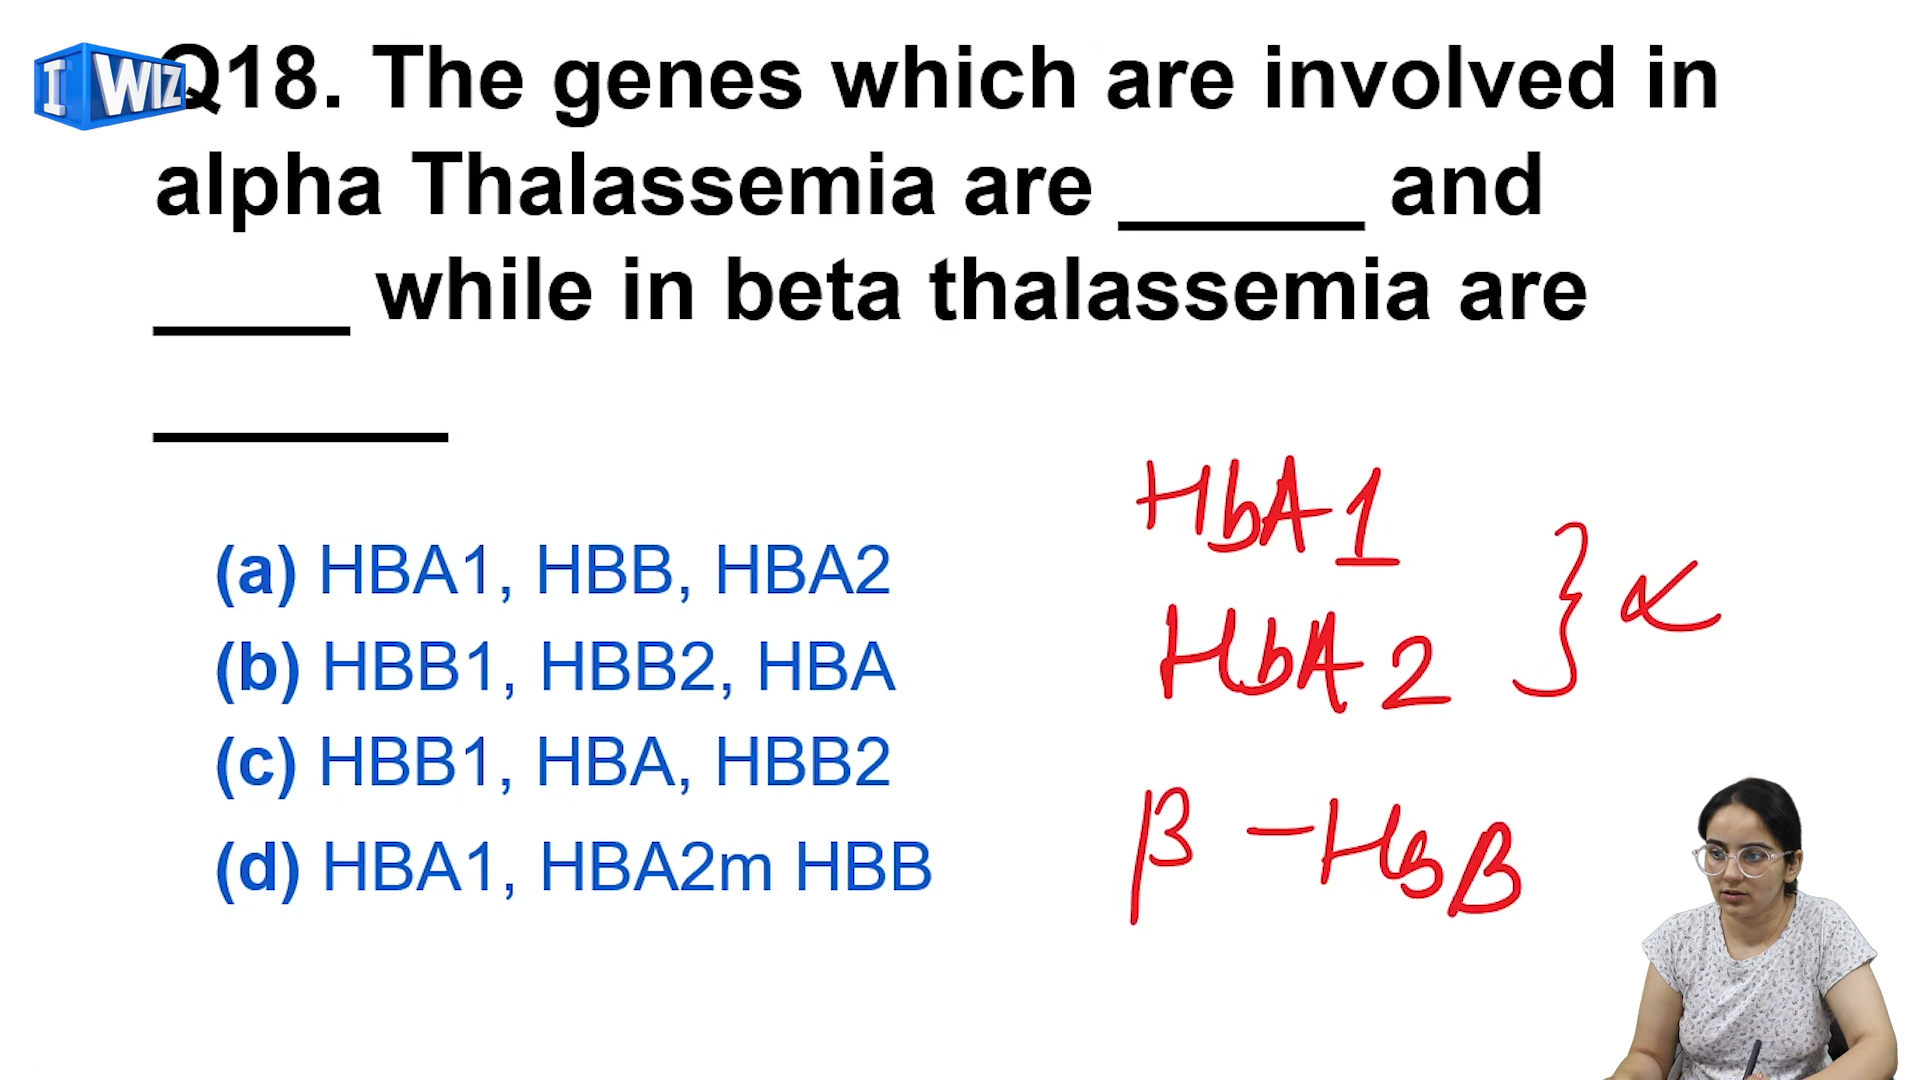 I WIZ
Q18. The genes which are involved in
alpha Thalassemia are _____ and
____ while in beta thalassemia are
______
(a) HBA1, HBB, HBA2
(b) HBB1, HBB2, HBA
(c) HBB1, HBA, HBB2
(d) HBA1, HBA2m HBB
HbA1
HbA2 } α
β - HbB